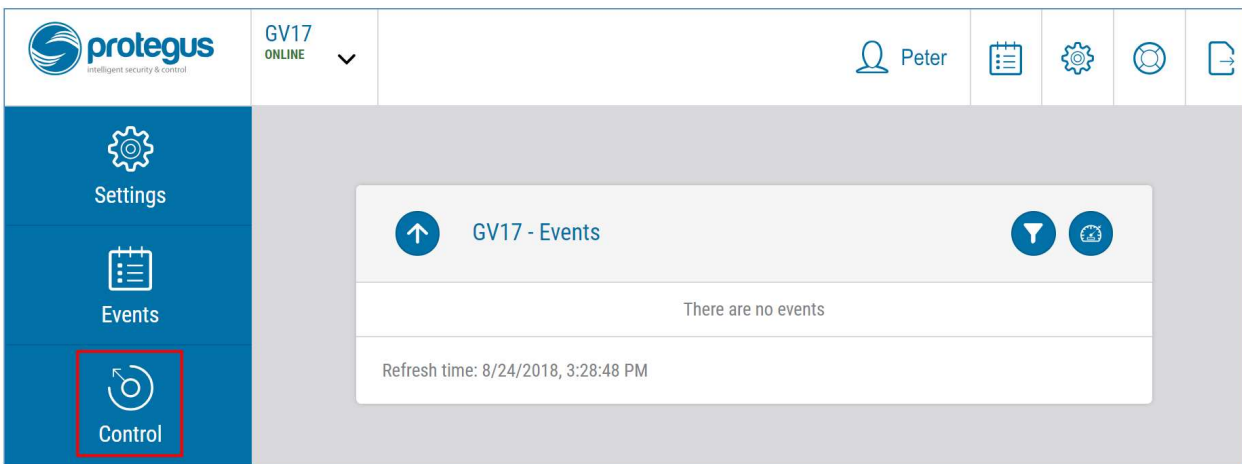 protegus
intelligent security & control
GV17
ONLINE
Peter
Settings
GV17 - Events
Events
There are no events
Refresh time: 8/24/2018, 3:28:48 PM
Control